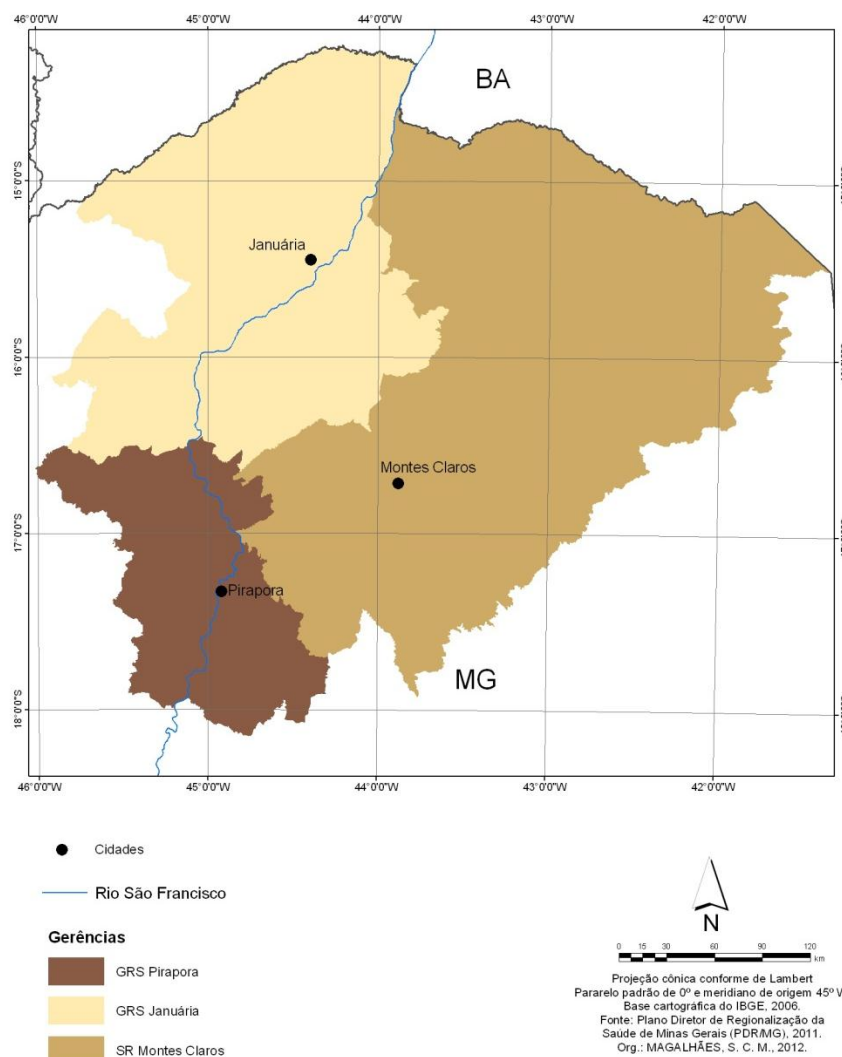 46°0'0"W 45°0'0"W 44°0'0"W 43°0'0"W 42°0'0"W
BA
15°0'0"S
Januária
16°0'0"S
Montes Claros
17°0'0"S
Pirapora
MG
18°0'0"S
46°0'0"W 45°0'0"W 44°0'0"W 43°0'0"W 42°0'0"W
Cidades
Rio São Francisco
Gerências
GRS Pirapora
GRS Januária
SR Montes Claros
N
0 15 30 60 90 120
km
Projeção cônica conforme de Lambert
Pararelo padrão de 0º e meridiano de origem 45º W
Base cartográfica do IBGE, 2006.
Fonte: Plano Diretor de Regionalização da
Saúde de Minas Gerais (PDR/MG), 2011.
Org.: MAGALHÃES, S. C. M., 2012.